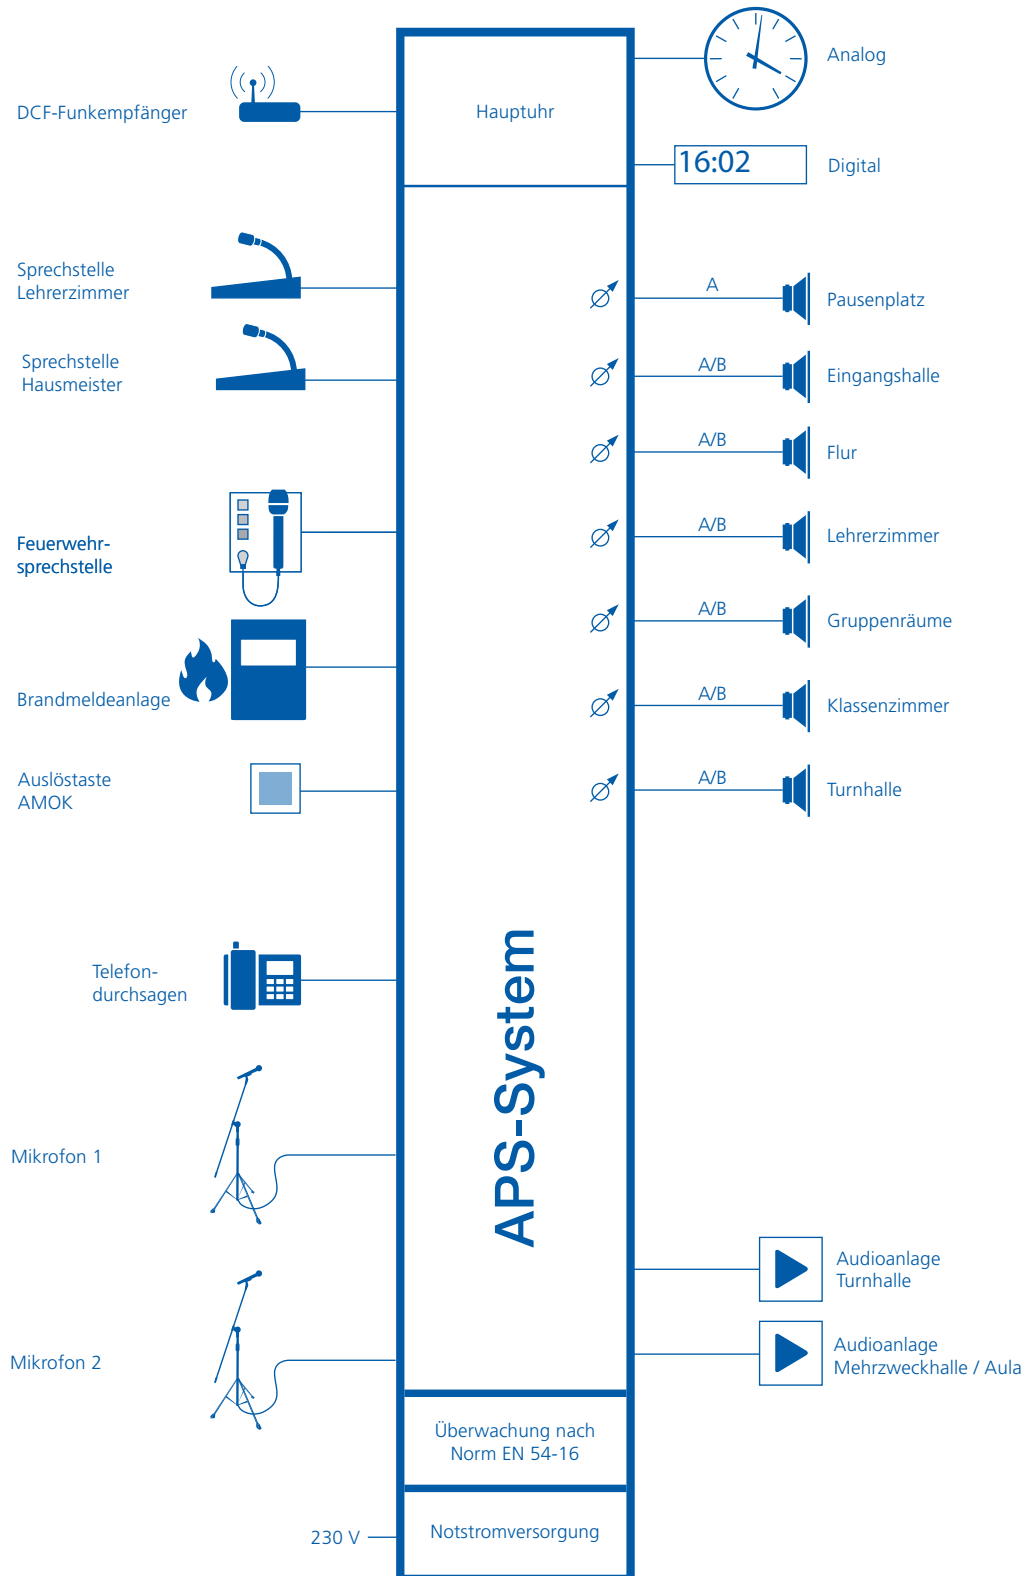 Analog
DCF-Funkempfänger
Hauptuhr
16:02
Digital
Sprechstelle
Lehrerzimmer
A
Pausenplatz
Sprechstelle
Hausmeister
A/B
Eingangshalle
A/B
Flur
Feuerwehr-
sprechstelle
A/B
Lehrerzimmer
A/B
Gruppenräume
Brandmeldeanlage
A/B
Klassenzimmer
Auslöstaste
AMOK
A/B
Turnhalle
Telefon-
durchsagen
APS-System
Mikrofon 1
Audioanlage
Turnhalle
Mikrofon 2
Audioanlage
Mehrzweckhalle / Aula
Überwachung nach
Norm EN 54-16
230 V
Notstromversorgung